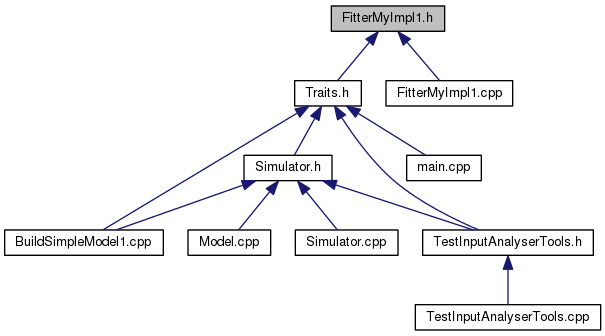 FitterMyImpl1.h
Traits.h
FitterMyImpl1.cpp
Simulator.h
main.cpp
BuildSimpleModel1.cpp
Model.cpp
Simulator.cpp
TestInputAnalyserTools.h
TestInputAnalyserTools.cpp